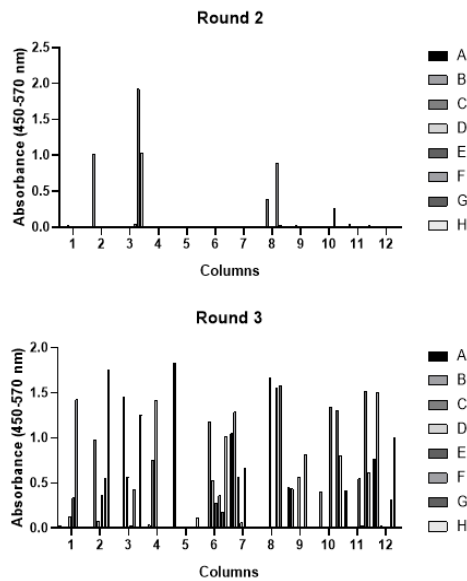 Round 2
Absorbance (450-570 nm)
2.5
2.0
1.5
1.0
0.5
0.0
1 2 3 4 5 6 7 8 9 10 11 12
Columns
A
B
C
D
E
F
G
H
Round 3
Absorbance (450-570 nm)
2.0
1.5
1.0
0.5
0.0
1 2 3 4 5 6 7 8 9 10 11 12
Columns
A
B
C
D
E
F
G
H